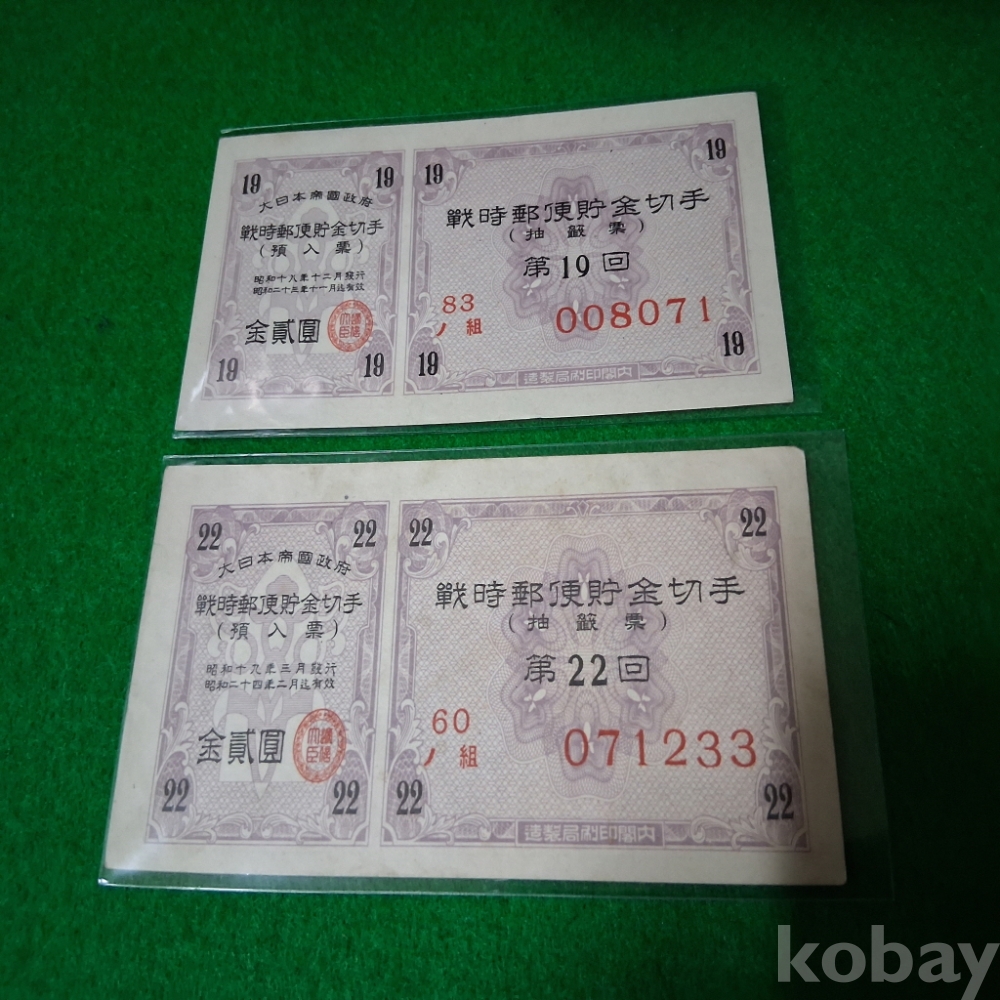 19 19
大日本帝國政府
戰時郵便貯金切手
(預入票)
昭和十八年十二月發行
昭和二十三年十一月迄有效
金貳圓
19 19
19 19
戰時郵便貯金切手
(抽籤票)
第19回
83
ノ組
008071
19 19
造製局刷印閣内
22 22
大日本帝國政府
戰時郵便貯金切手
(預入票)
昭和十九年三月發行
昭和二十四年二月迄有效
金貳圓
22 22
22 22
戰時郵便貯金切手
(抽籤票)
第22回
60
ノ組
071233
22 22
造製局刷印閣内
kobay